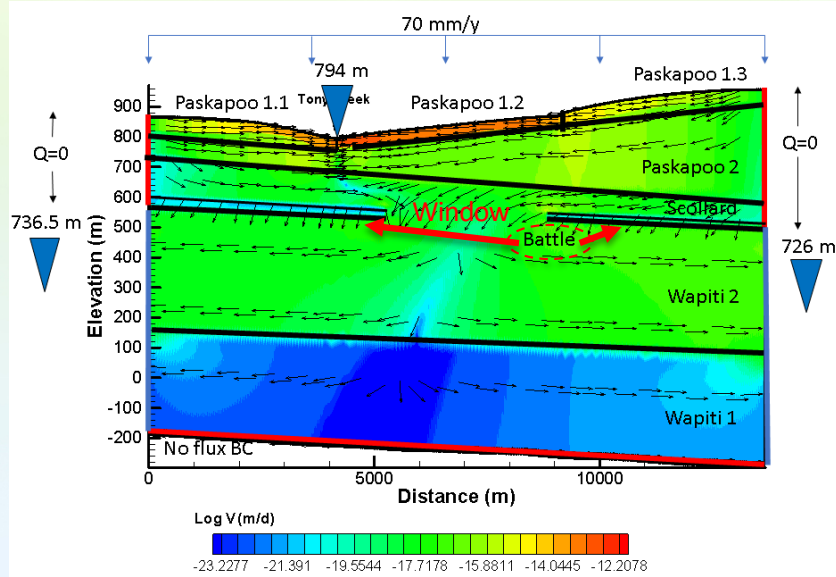 70 mm/y
794 m
Paskapoo 1.1
Tony
eek
Paskapoo 1.2
Paskapoo 1.3
Q=0
Q=0
736.5 m
726 m
Paskapoo 2
Scollard
Window
Battle
Wapiti 2
Wapiti 1
No flux BC
Elevation (m)
900
800
700
600
500
400
300
200
100
0
-100
-200
0
5000
10000
Distance (m)
Log V (m/d)
-23.2277
-21.391
-19.5544
-17.7178
-15.8811
-14.0445
-12.2078